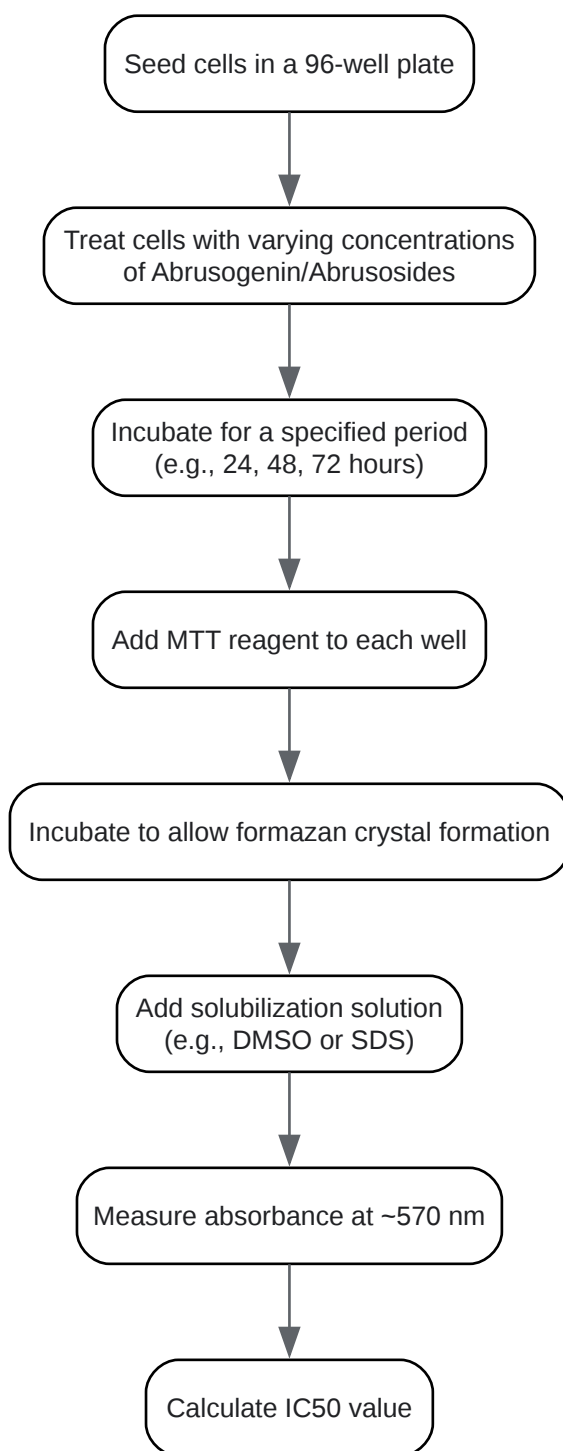 Seed cells in a 96-well plate
Treat cells with varying concentrations
of Abrusogenin/Abrusosides
Incubate for a specified period
(e.g., 24, 48, 72 hours)
Add MTT reagent to each well
Incubate to allow formazan crystal formation
Add solubilization solution
(e.g., DMSO or SDS)
Measure absorbance at ~570 nm
Calculate IC50 value